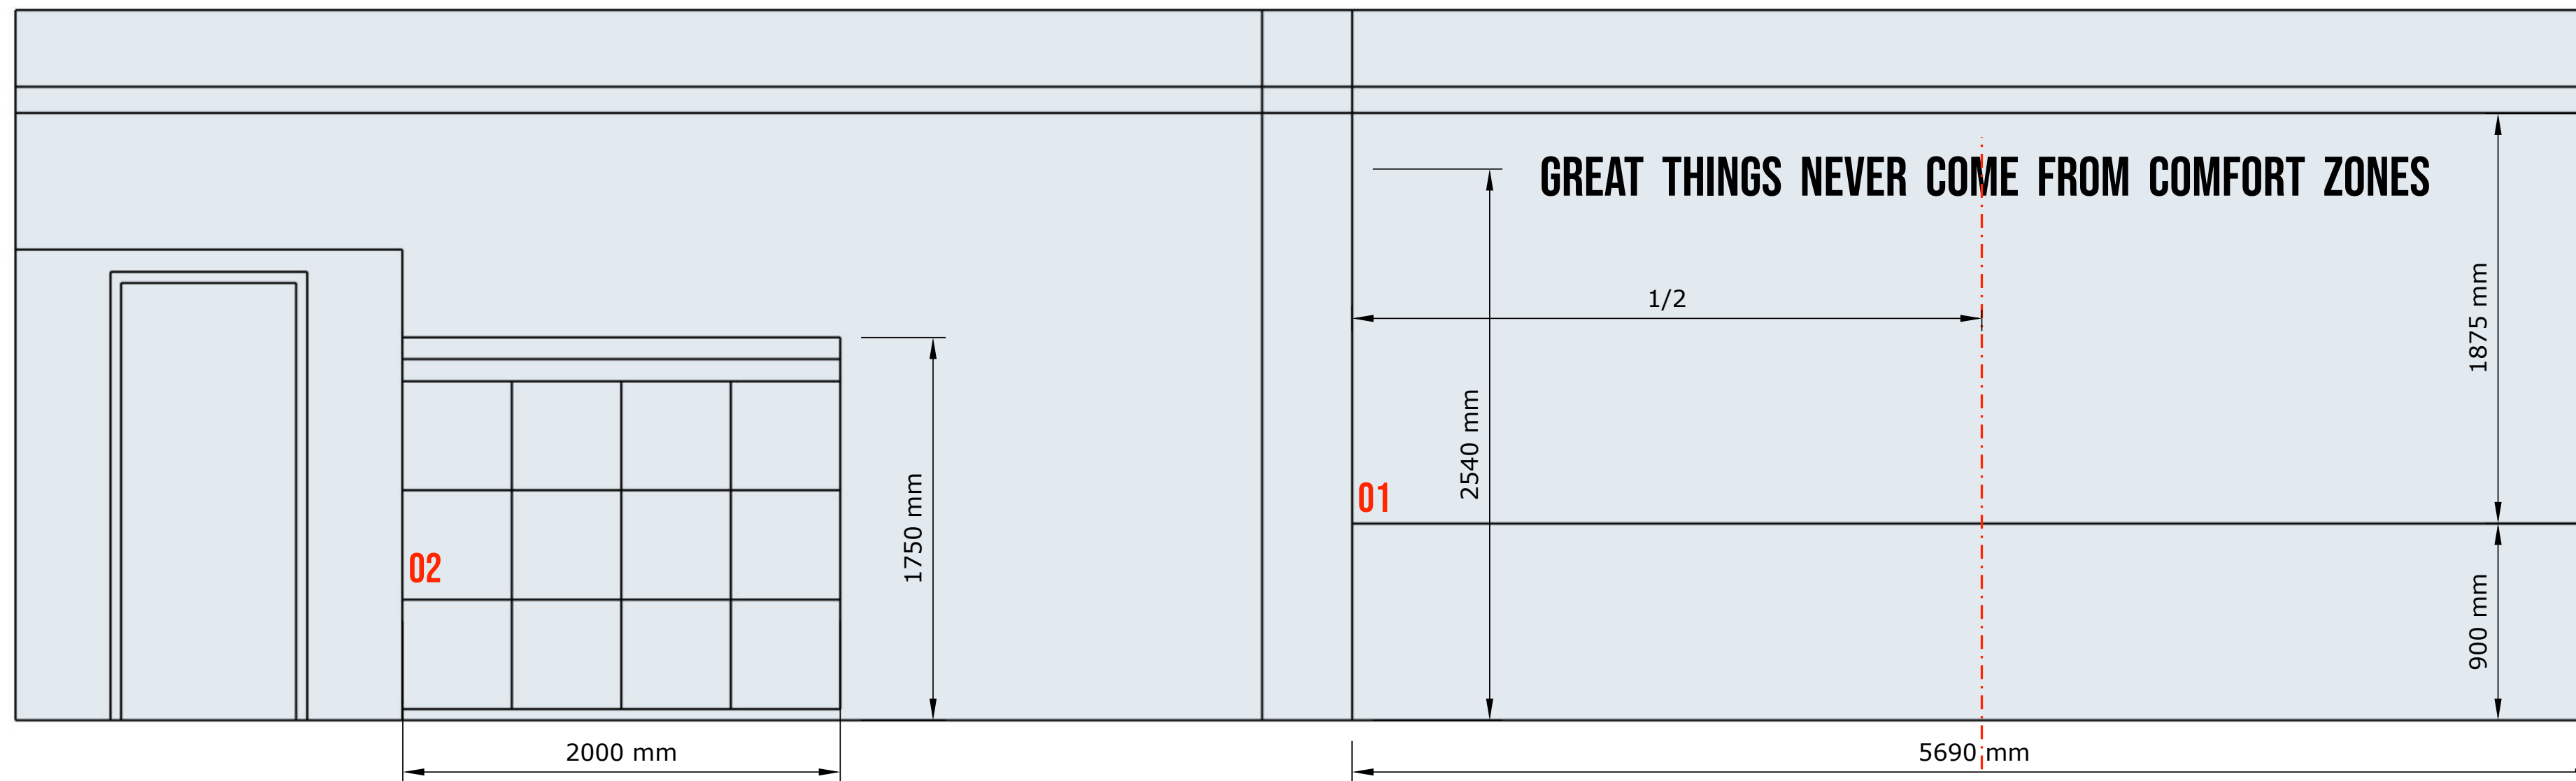 GREAT THINGS NEVER COME FROM COMFORT ZONES
1/2
1875 mm
2540 mm
1750 mm
01
02
900 mm
2000 mm
5690 mm